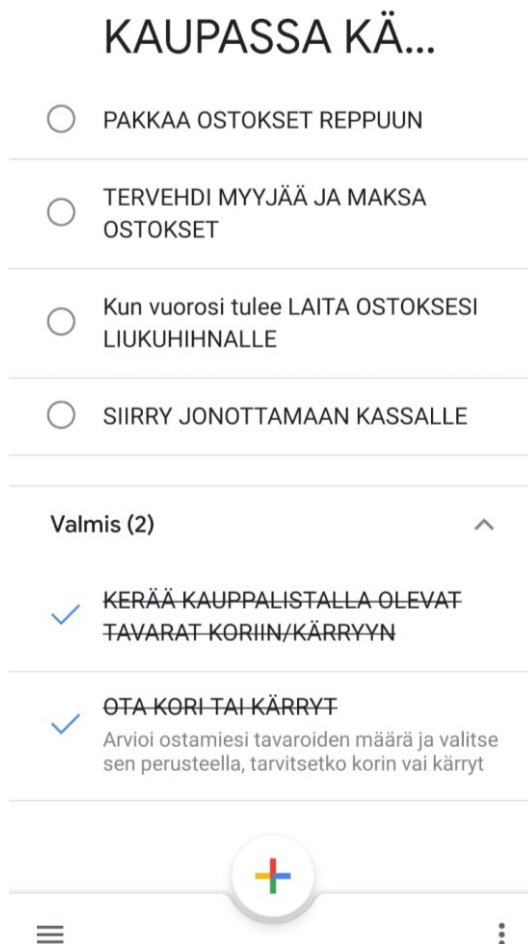 KAUPASSA KÄ...
PAKKAA OSTOKSET REPPUUN
TERVEHDI MYYJÄÄ JA MAKSA
OSTOKSET
Kun vuorosi tulee LAITA OSTOKSESI
LIUKUHIHNALLE
SIIRRY JONOTTAMAAN KASSALLE
Valmis (2)
KERÄÄ KAUPPALISTALLA OLEVAT
TAVARAT KORIIN/KÄRRYYN
OTA KORI TAI KÄRRYT
Arvioi ostamiesi tavaroiden määrä ja valitse
sen perusteella, tarvitsetko korin vai kärryt